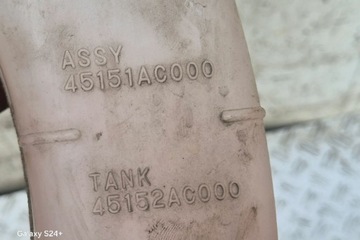 ASSY
45151AC000
TANK
45152AC000
Galaxy S24+